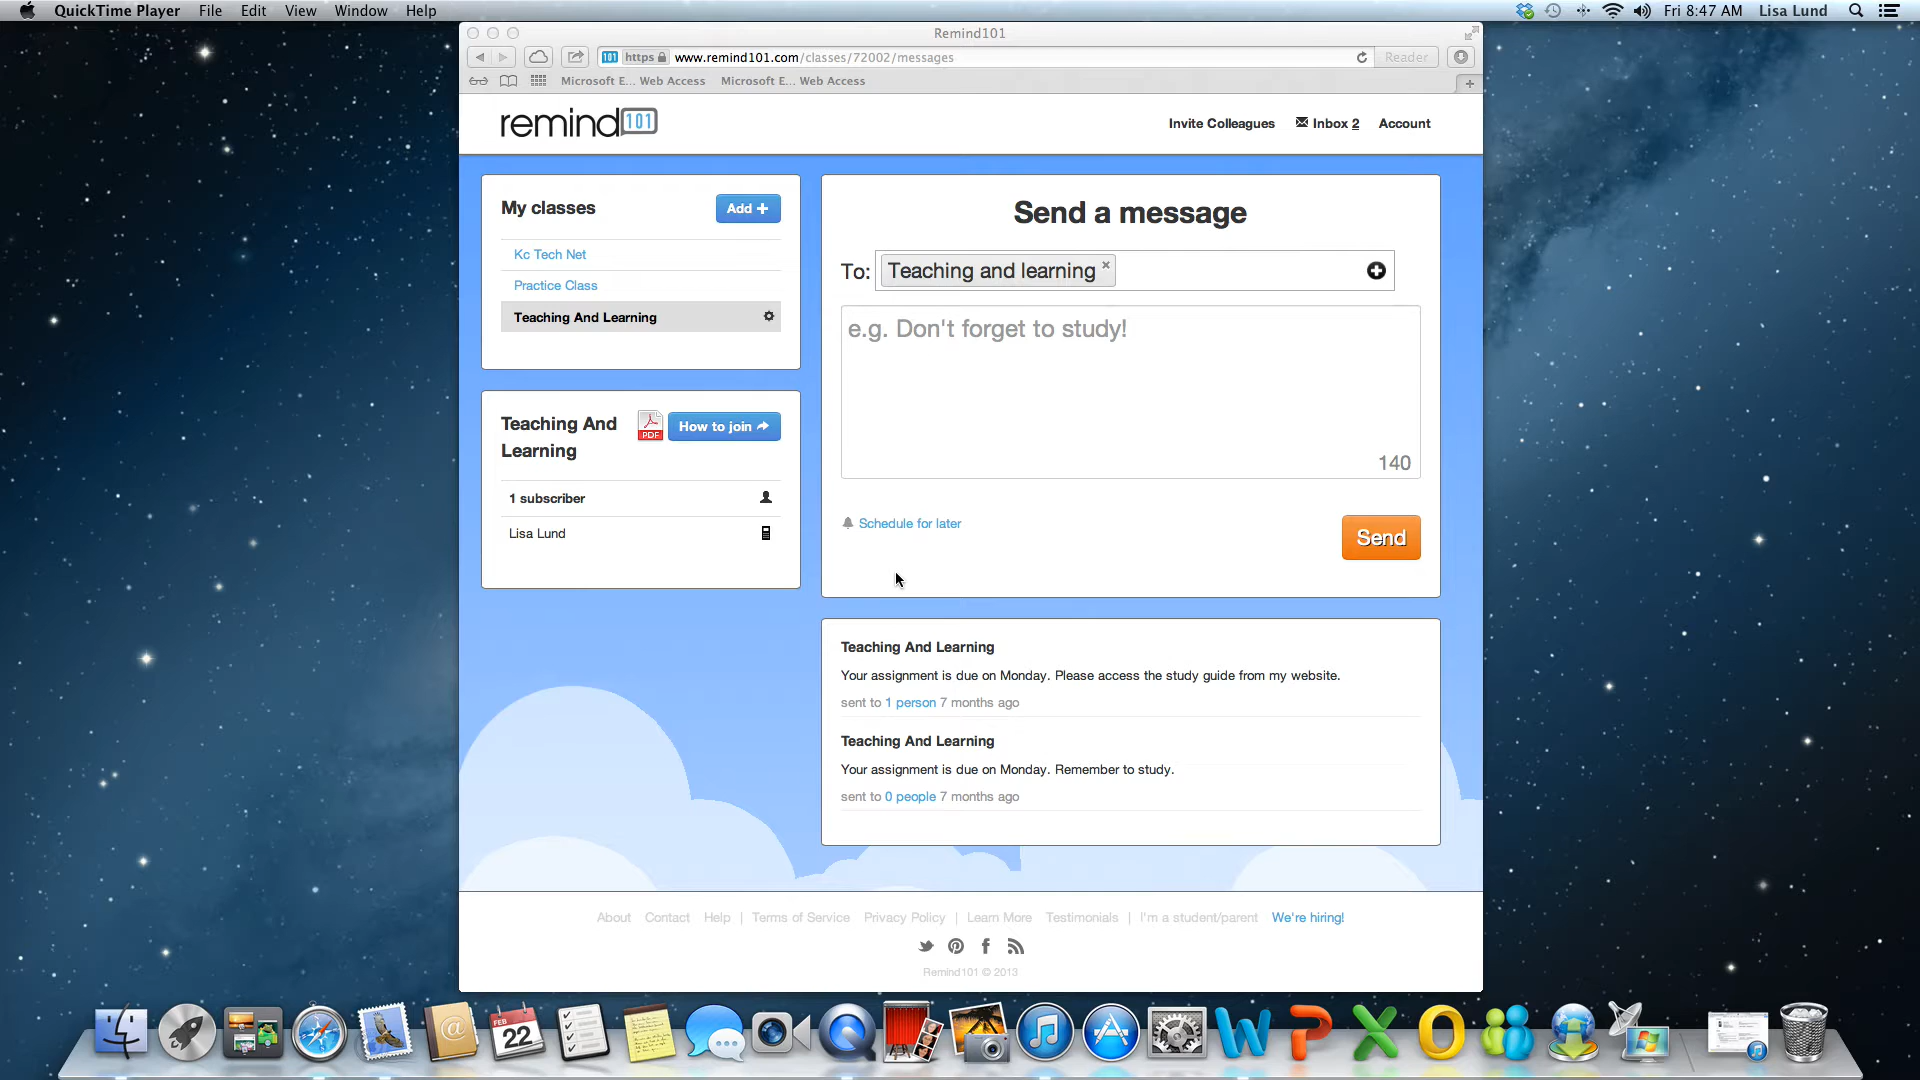 QuickTime Player File Edit View Window Help
Fri 8:47 AM Lisa Lund
Remind101
101 https www.remind101.com/classes/72002/messages
Reader
Microsoft E... Web Access Microsoft E... Web Access
remind101
Invite Colleagues Inbox 2 Account
My classes
Add +
Kc Tech Net
Practice Class
Teaching And Learning
Teaching And
Learning
PDF
How to join
1 subscriber
Lisa Lund
Send a message
To: Teaching and learning ×
e.g. Don't forget to study!
140
Schedule for later
Send
Teaching And Learning
Your assignment is due on Monday. Please access the study guide from my website.
sent to 1 person 7 months ago
Teaching And Learning
Your assignment is due on Monday. Remember to study.
sent to 0 people 7 months ago
About Contact Help | Terms of Service Privacy Policy | Learn More Testimonials | I'm a student/parent We're hiring!
Remind101 © 2013
FEB
22